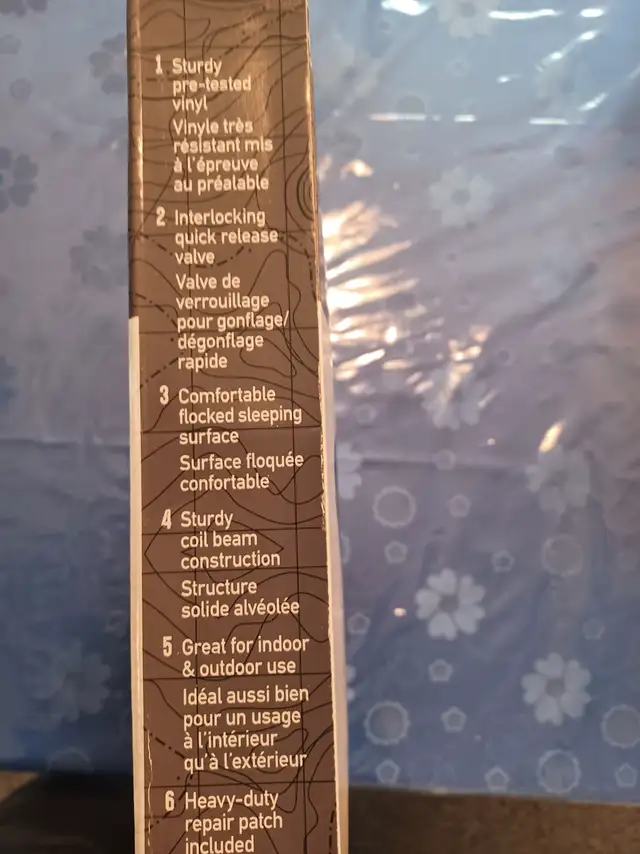 1 Sturdy
pre-tested
vinyl
Vinyle très
résistant mis
à l'épreuve
au préalable
2 Interlocking
quick release
valve
Valve de
verrouillage
pour gonflage/
dégonflage
rapide
3 Comfortable
flocked sleeping
surface
Surface floquée
confortable
4 Sturdy
coil beam
construction
Structure
solide alvéolée
5 Great for indoor
& outdoor use
Idéal aussi bien
pour un usage
à l'intérieur
qu'à l'extérieur
6 Heavy-duty
repair patch
included